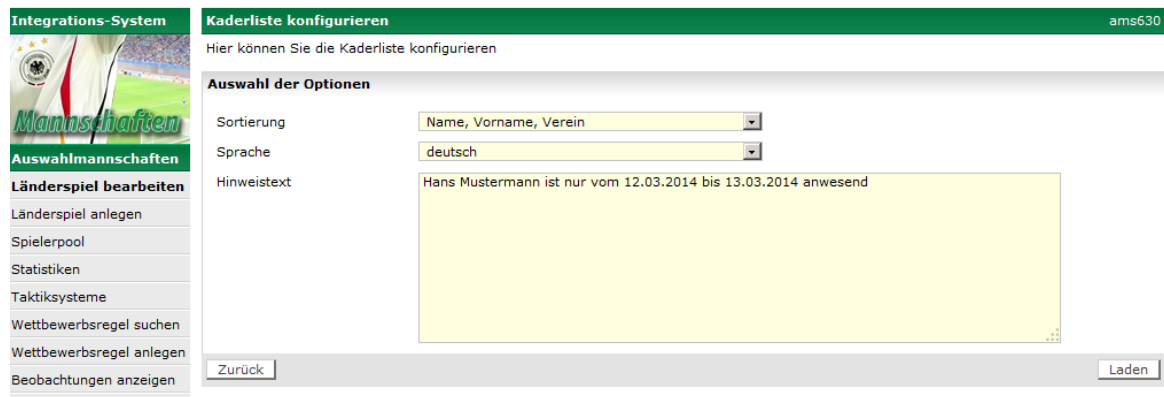 Integrations-System
Kaderliste konfigurieren
ams630
Hier können Sie die Kaderliste konfigurieren
Auswahl der Optionen
Mannschaften
Sortierung
Name, Vorname, Verein
Sprache
deutsch
Hinweistext
Hans Mustermann ist nur vom 12.03.2014 bis 13.03.2014 anwesend
Auswahlmannschaften
Länderspiel bearbeiten
Länderspiel anlegen
Spielerpool
Statistiken
Taktiksysteme
Wettbewerbsregel suchen
Wettbewerbsregel anlegen
Beobachtungen anzeigen
Zurück
Laden